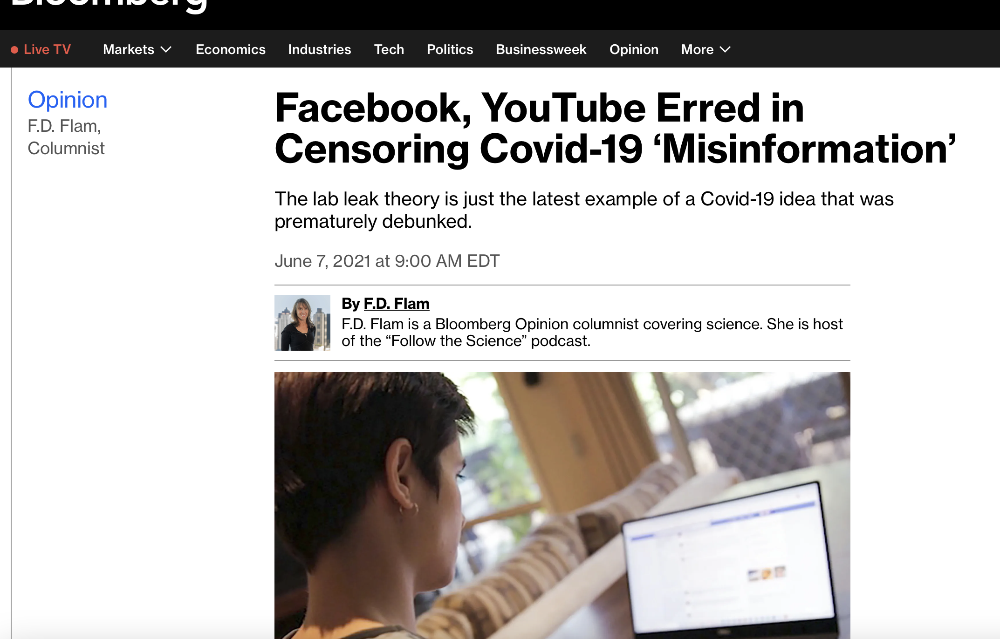 Bloomberg
Live TV
Markets
Economics
Industries
Tech
Politics
Businessweek
Opinion
More
Opinion
F.D. Flam,
Columnist
Facebook, YouTube Erred in
Censoring Covid-19 ‘Misinformation’
The lab leak theory is just the latest example of a Covid-19 idea that was
prematurely debunked.
June 7, 2021 at 9:00 AM EDT
By F.D. Flam
F.D. Flam is a Bloomberg Opinion columnist covering science. She is host
of the “Follow the Science” podcast.